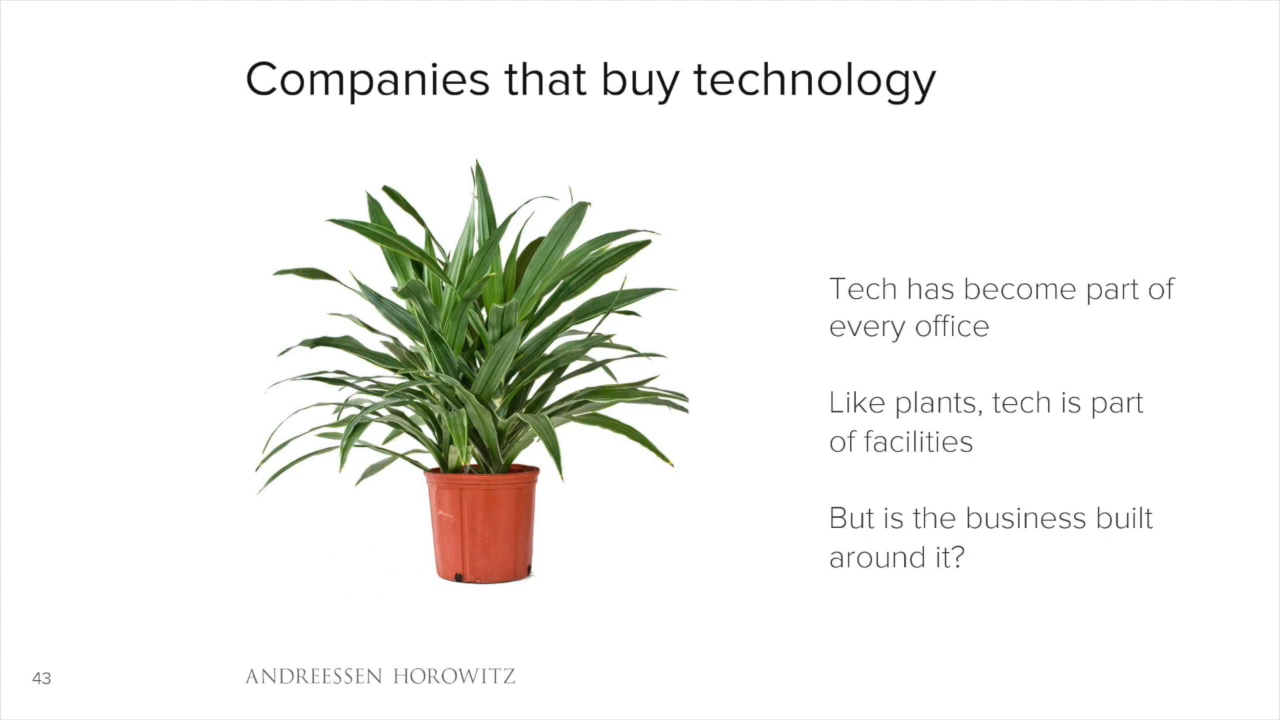 Companies that buy technology
Tech has become part of
every office
Like plants, tech is part
of facilities
But is the business built
around it?
43
ANDREESSEN HOROWITZ